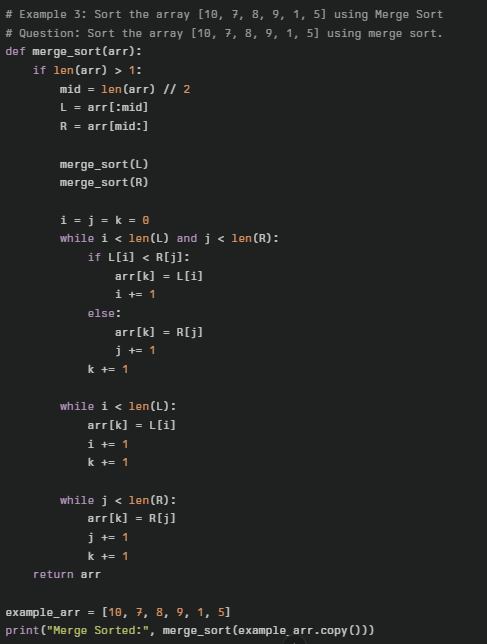 # Example 3: Sort the array [10, 7, 8, 9, 1, 5] using Merge Sort
# Question: Sort the array [10, 7, 8, 9, 1, 5] using merge sort.
def merge_sort(arr):
    if len(arr) > 1:
        mid = len(arr) // 2
        L = arr[:mid]
        R = arr[mid:]

        merge_sort(L)
        merge_sort(R)

        i = j = k = 0
        while i < len(L) and j < len(R):
            if L[i] < R[j]:
                arr[k] = L[i]
                i += 1
            else:
                arr[k] = R[j]
                j += 1
            k += 1

        while i < len(L):
            arr[k] = L[i]
            i += 1
            k += 1

        while j < len(R):
            arr[k] = R[j]
            j += 1
            k += 1
    return arr

example_arr = [10, 7, 8, 9, 1, 5]
print("Merge Sorted:", merge_sort(example_arr.copy()))